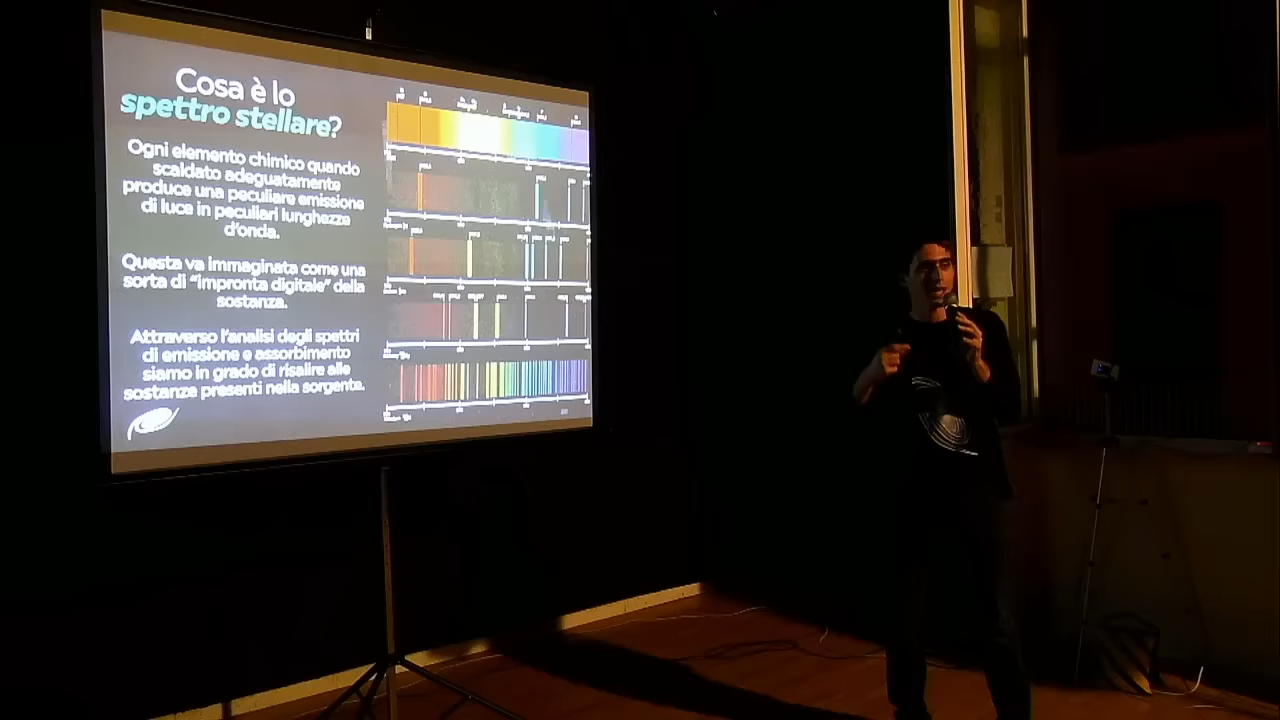 Cosa è lo
spettro stellare?
Ogni elemento chimico quando
scaldato adeguatamente
produce una peculiare emissione
di luce in peculiari lunghezze
d'onda.
Questa va immaginata come una
sorta di "impronta digitale" della
sostanza.
Attraverso l'analisi degli spettri
di emissione e assorbimento
siamo in grado di risalire alle
sostanze presenti nella sorgente.